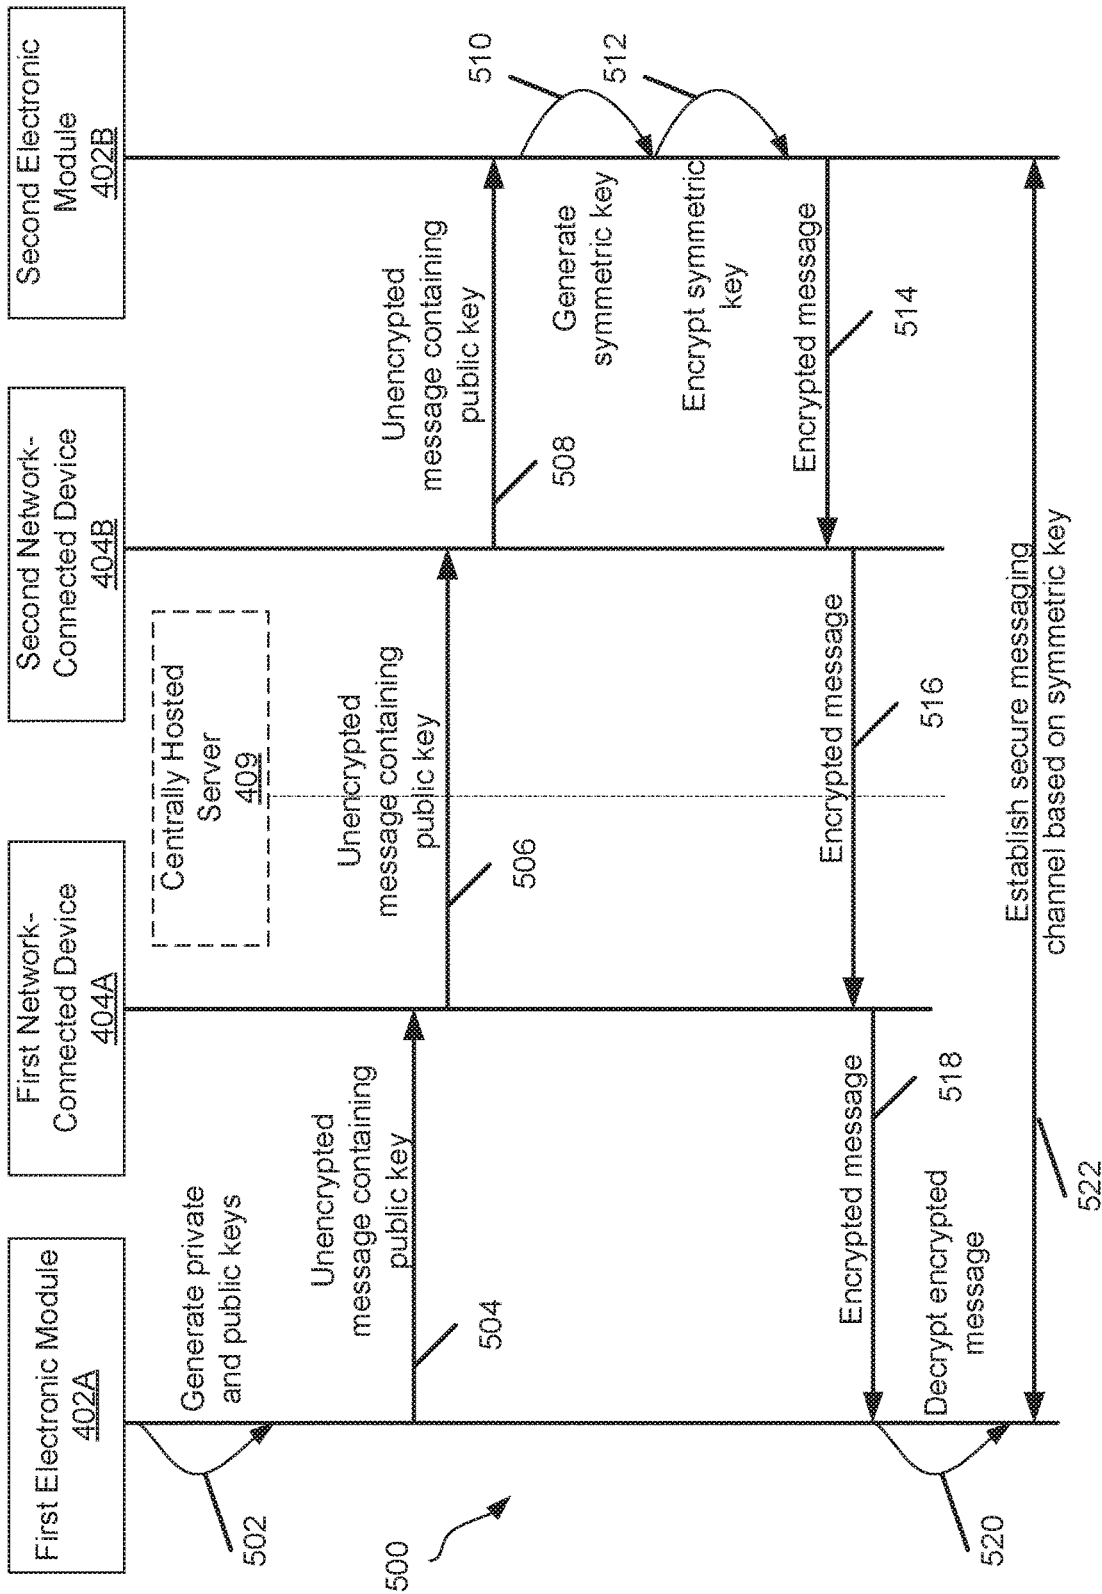 First Electronic Module
402A
First Network-
Connected Device
404A
Second Network-
Connected Device
404B
Second Electronic
Module
402B
Centrally Hosted
Server
409
Generate private
and public keys
502
Unencrypted
message containing
public key
504
Unencrypted
message containing
public key
506
Unencrypted
message containing
public key
508
510
Generate
symmetric key
512
Encrypt symmetric
key
Encrypted message
514
Encrypted message
516
Encrypted message
518
Decrypt encrypted
message
520
Establish secure messaging
channel based on symmetric key
522
500